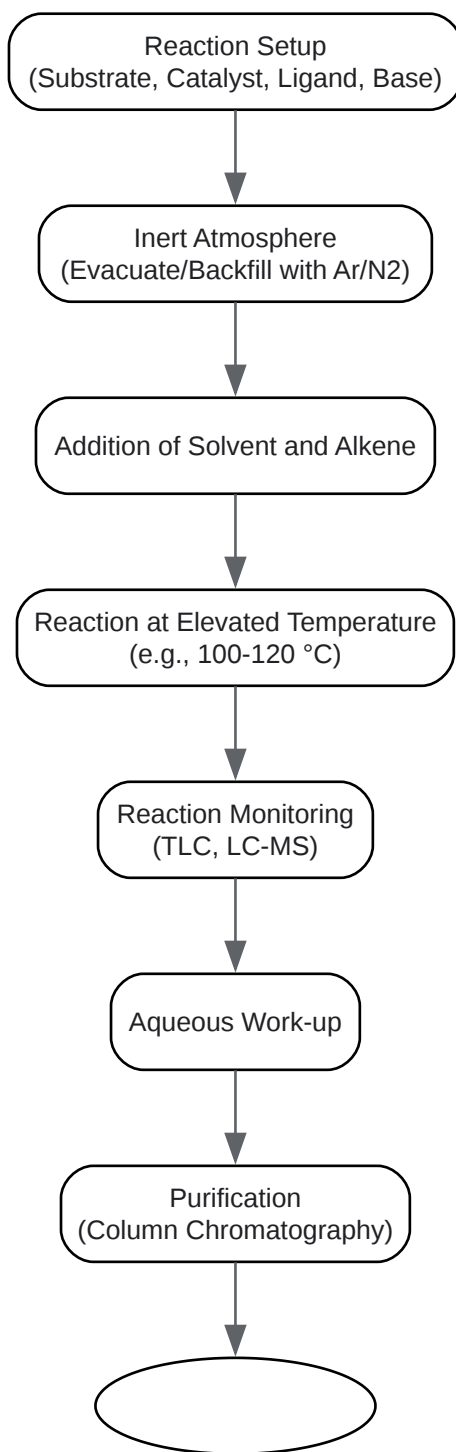 Reaction Setup
(Substrate, Catalyst, Ligand, Base)
Inert Atmosphere
(Evacuate/Backfill with Ar/N2)
Addition of Solvent and Alkene
Reaction at Elevated Temperature
(e.g., 100-120 °C)
Reaction Monitoring
(TLC, LC-MS)
Aqueous Work-up
Purification
(Column Chromatography)